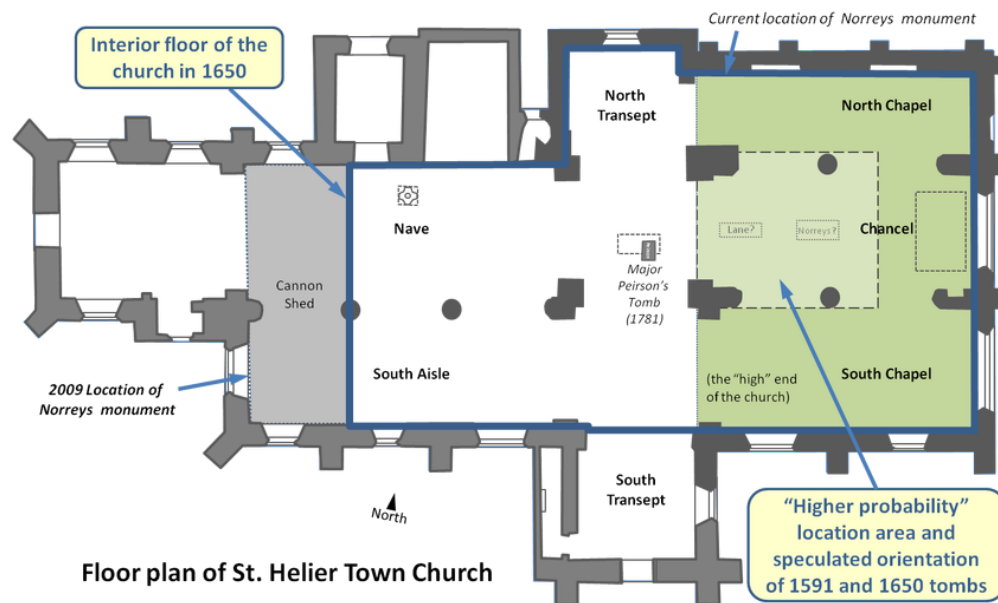 Current location of Norreys monument
Interior floor of the
church in 1650
North
Transept
North Chapel
Nave
Lane?
Norreys?
Chancel
Major
Peirson's
Tomb
(1781)
Cannon
Shed
2009 Location of
Norreys monument
South Aisle
(the "high" end
of the church)
South Chapel
North
South
Transept
"Higher probability"
location area and
speculated orientation
of 1591 and 1650 tombs
Floor plan of St. Helier Town Church